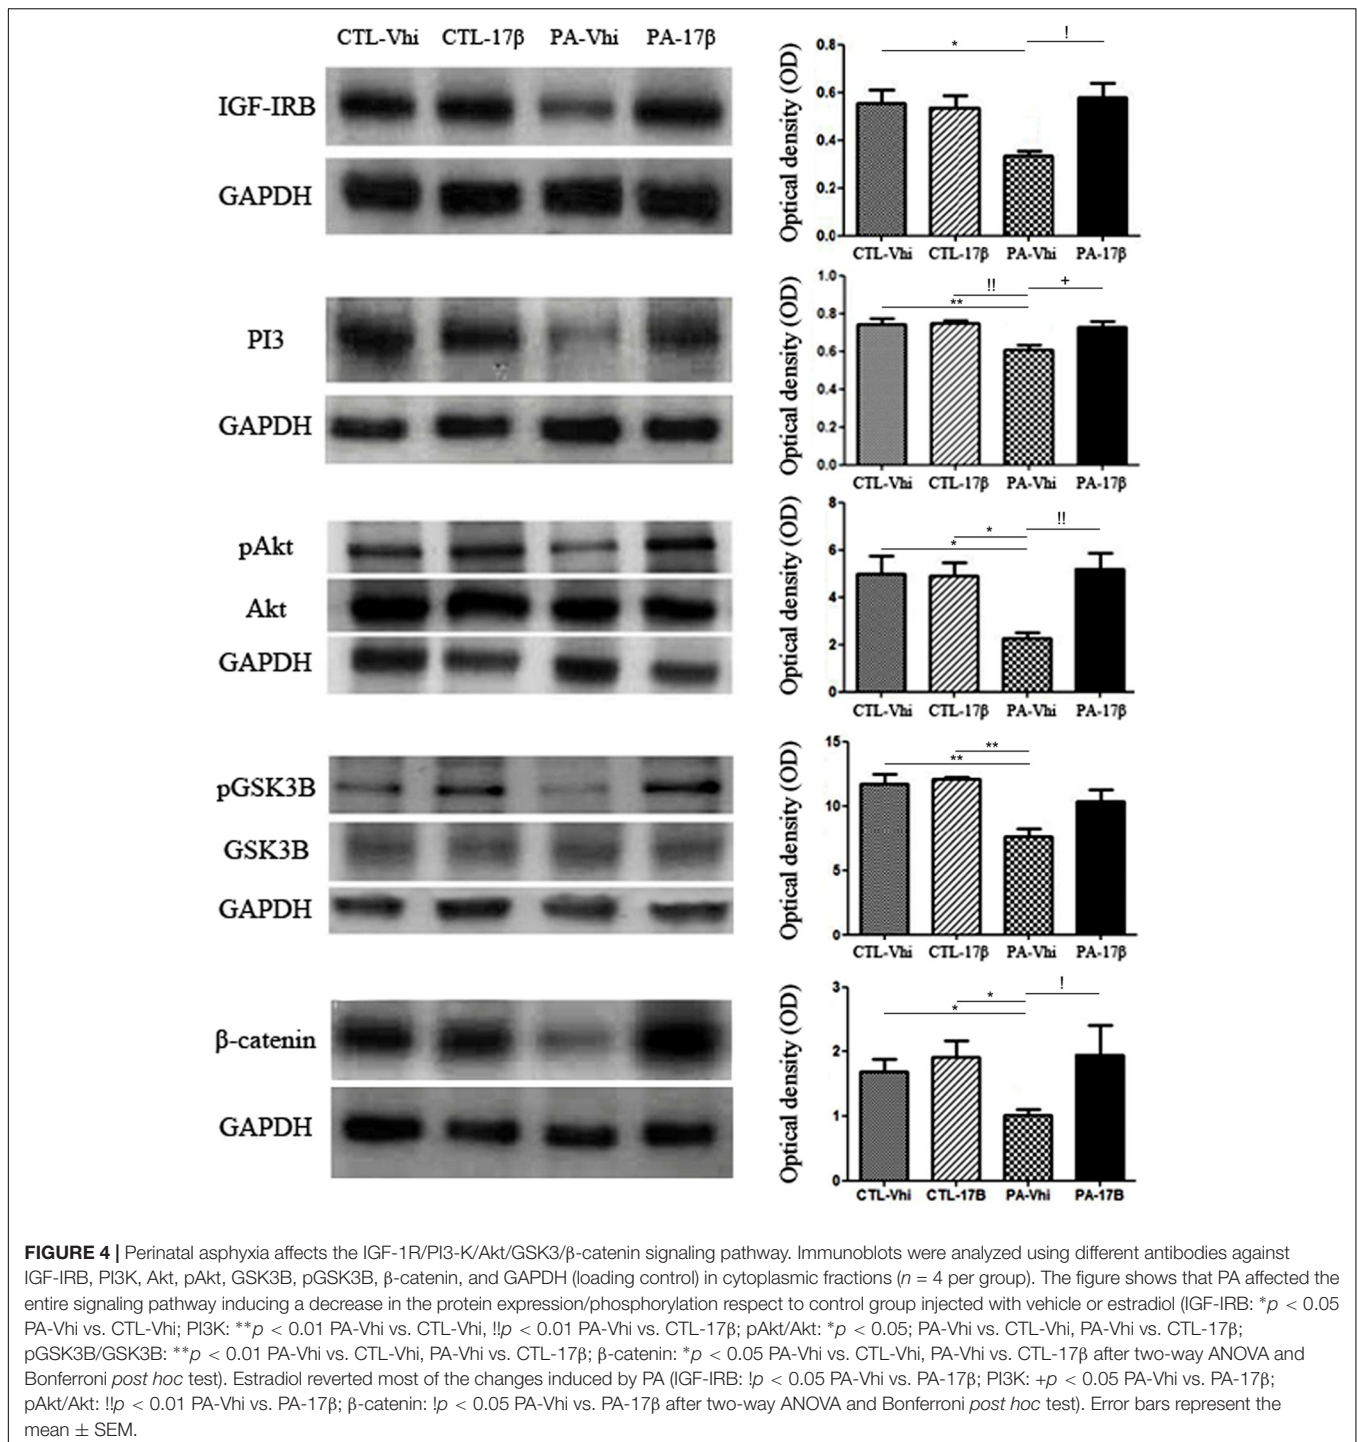 CTL-Vhi CTL-17β PA-Vhi PA-17β
IGF-IRB
GAPDH
Optical density (OD)
0.8
0.6
0.4
0.2
0.0
* !
CTL-Vhi CTL-17β PA-Vhi PA-17β
PI3
GAPDH
Optical density (OD)
1.0
0.8
0.6
0.4
0.2
0.0
** !! +
CTL-Vhi CTL-17β PA-Vhi PA-17β
pAkt
Akt
GAPDH
Optical density (OD)
8
6
4
2
0
* * !!
CTL-Vhi CTL-17β PA-Vhi PA-17β
pGSK3B
GSK3B
GAPDH
Optical density (OD)
15
10
5
0
** **
CTL-Vhi CTL-17β PA-Vhi PA-17β
β-catenin
GAPDH
Optical density (OD)
3
2
1
0
* * !
CTL-Vhi CTL-17B PA-Vhi PA-17B
FIGURE 4 | Perinatal asphyxia affects the IGF-1R/PI3-K/Akt/GSK3/β-catenin signaling pathway. Immunoblots were analyzed using different antibodies against
IGF-IRB, PI3K, Akt, pAkt, GSK3B, pGSK3B, β-catenin, and GAPDH (loading control) in cytoplasmic fractions (n = 4 per group). The figure shows that PA affected the
entire signaling pathway inducing a decrease in the protein expression/phosphorylation respect to control group injected with vehicle or estradiol (IGF-IRB: *p < 0.05
PA-Vhi vs. CTL-Vhi; PI3K: **p < 0.01 PA-Vhi vs. CTL-Vhi, !!p < 0.01 PA-Vhi vs. CTL-17β; pAkt/Akt: *p < 0.05; PA-Vhi vs. CTL-Vhi, PA-Vhi vs. CTL-17β;
pGSK3B/GSK3B: **p < 0.01 PA-Vhi vs. CTL-Vhi, PA-Vhi vs. CTL-17β; β-catenin: *p < 0.05 PA-Vhi vs. CTL-Vhi, PA-Vhi vs. CTL-17β after two-way ANOVA and
Bonferroni post hoc test). Estradiol reverted most of the changes induced by PA (IGF-IRB: !p < 0.05 PA-Vhi vs. PA-17β; PI3K: +p < 0.05 PA-Vhi vs. PA-17β;
pAkt/Akt: !!p < 0.01 PA-Vhi vs. PA-17β; β-catenin: !p < 0.05 PA-Vhi vs. PA-17β after two-way ANOVA and Bonferroni post hoc test). Error bars represent the
mean ± SEM.